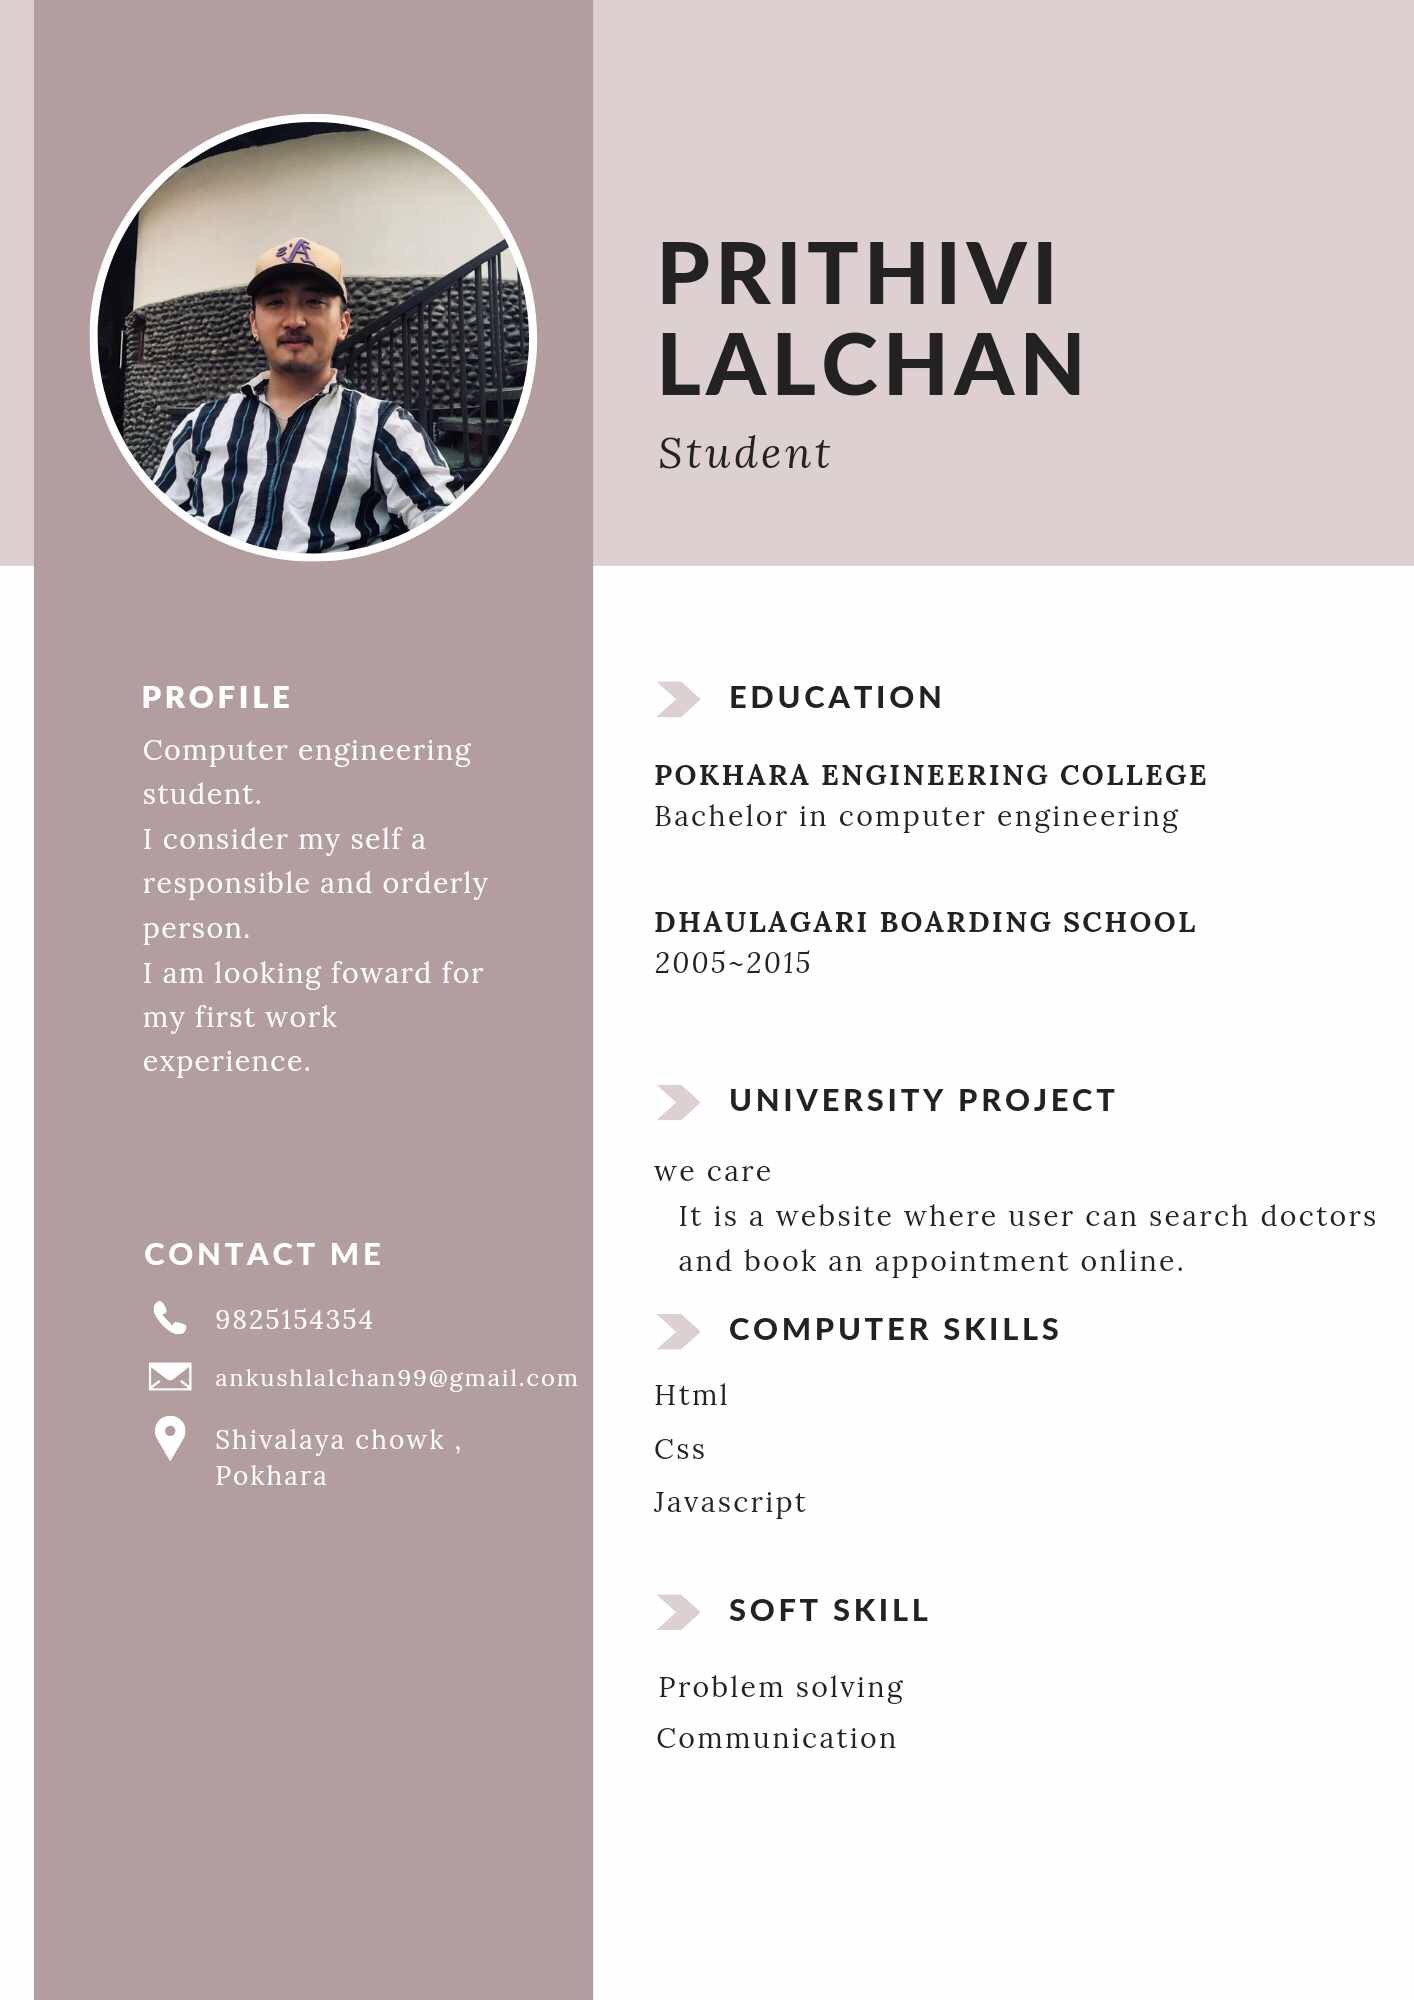 PRITHIVI
LALCHAN
Student
PROFILE
Computer engineering
student.
I consider my self a
responsible and orderly
person.
I am looking foward for
my first work
experience.
CONTACT ME
9825154354
ankushlalchan99@gmail.com
Shivalaya chowk ,
Pokhara
EDUCATION
POKHARA ENGINEERING COLLEGE
Bachelor in computer engineering
DHAULAGARI BOARDING SCHOOL
2005~2015
UNIVERSITY PROJECT
we care
It is a website where user can search doctors
and book an appointment online.
COMPUTER SKILLS
Html
Css
Javascript
SOFT SKILL
Problem solving
Communication